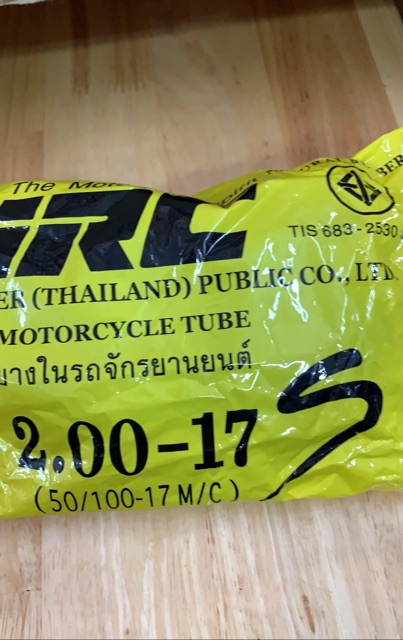 The
IRC
TIS 683-2530
ER (THAILAND) PUBLIC CO., LTD.
MOTORCYCLE TUBE
ยางในรถจักรยานยนต์
2.00-17
S
(50/100-17 M/C)